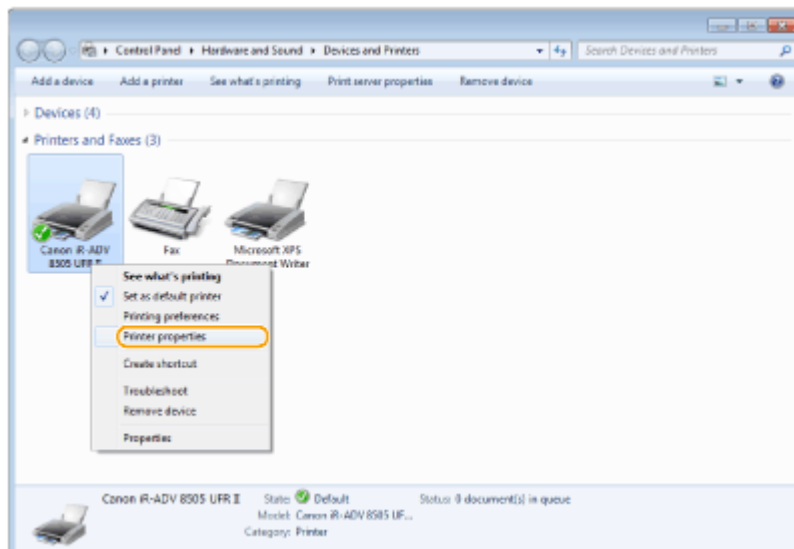 Control Panel ▸ Hardware and Sound ▸ Devices and Printers
Search Devices and Printers
Add a device Add a printer See what's printing Print server properties Remove device
Devices (4)
Printers and Faxes (3)
Canon iR-ADV
8505 UFR II
Fax
Microsoft XPS
Document Writer
See what's printing
Set as default printer
Printing preferences
Printer properties
Create shortcut
Troubleshoot
Remove device
Properties
Canon iR-ADV 8505 UFR II State: Default Status: 0 document(s) in queue
Model: Canon iR-ADV 8505 UF...
Category: Printer